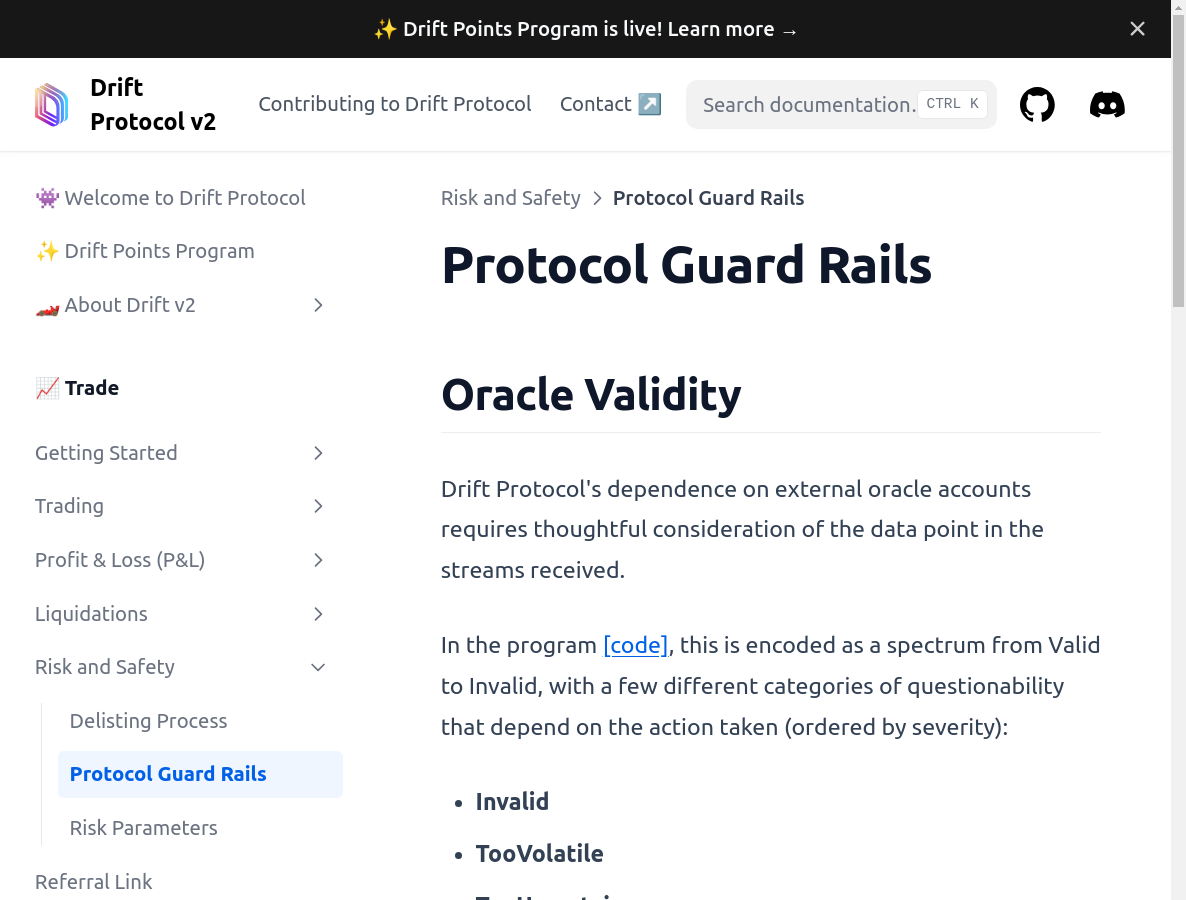 ✨ Drift Points Program is live! Learn more →
Drift
Protocol v2
Contributing to Drift Protocol
Contact ↗️
Search documentation.
CTRL K
👾 Welcome to Drift Protocol
✨ Drift Points Program
🏎️ About Drift v2
📈 Trade
Getting Started
Trading
Profit & Loss (P&L)
Liquidations
Risk and Safety
Delisting Process
Protocol Guard Rails
Risk Parameters
Referral Link
Risk and Safety > Protocol Guard Rails
Protocol Guard Rails
Oracle Validity
Drift Protocol's dependence on external oracle accounts
requires thoughtful consideration of the data point in the
streams received.
In the program [code], this is encoded as a spectrum from Valid
to Invalid, with a few different categories of questionability
that depend on the action taken (ordered by severity):
• Invalid
• TooVolatile